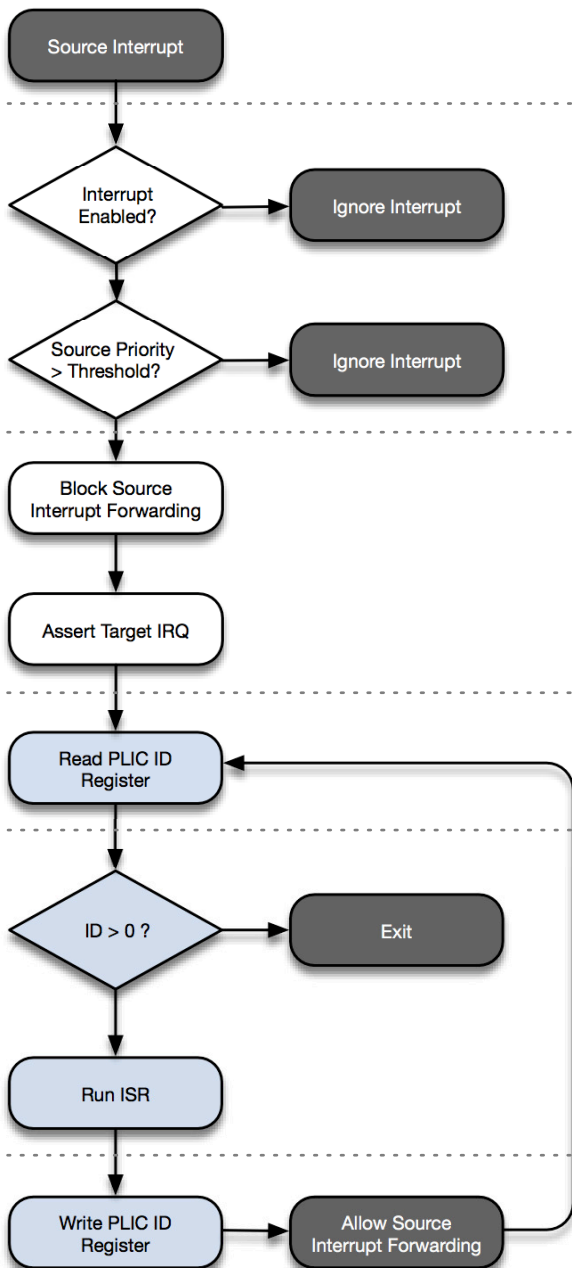 Source Interrupt
Interrupt
Enabled?
Ignore Interrupt
Source Priority
> Threshold?
Ignore Interrupt
Block Source
Interrupt Forwarding
Assert Target IRQ
Read PLIC ID
Register
ID > 0 ?
Exit
Run ISR
Write PLIC ID
Register
Allow Source
Interrupt Forwarding